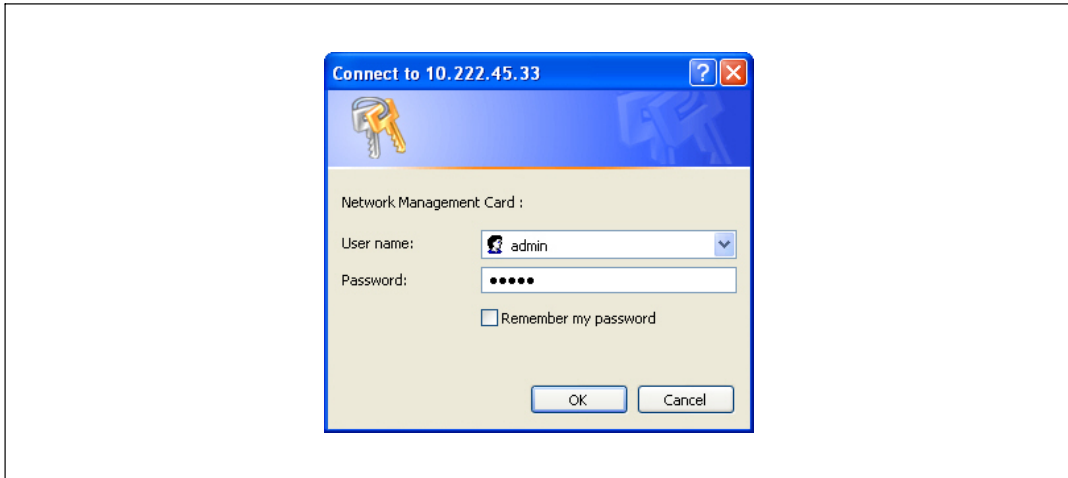 Connect to 10.222.45.33
Network Management Card :
User name: admin
Password: •••••
Remember my password
OK Cancel